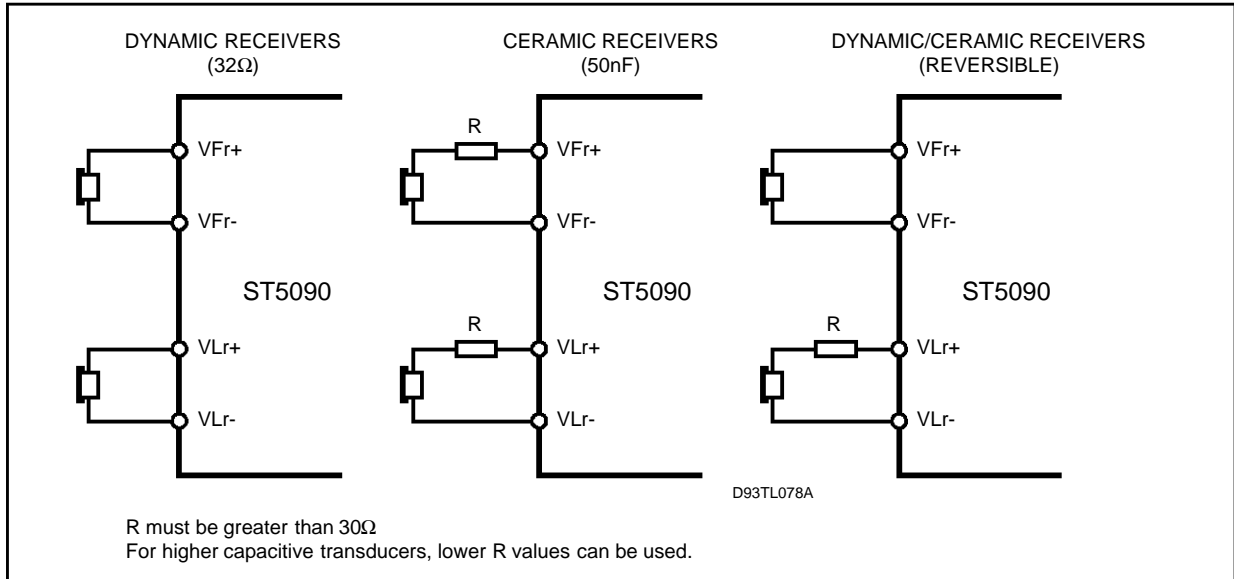 DYNAMIC RECEIVERS
(32Ω)
VFr+
VFr-
ST5090
VLr+
VLr-
CERAMIC RECEIVERS
(50nF)
R
VFr+
VFr-
ST5090
R
VLr+
VLr-
DYNAMIC/CERAMIC RECEIVERS
(REVERSIBLE)
VFr+
VFr-
ST5090
R
VLr+
VLr-
D93TL078A
R must be greater than 30Ω
For higher capacitive transducers, lower R values can be used.